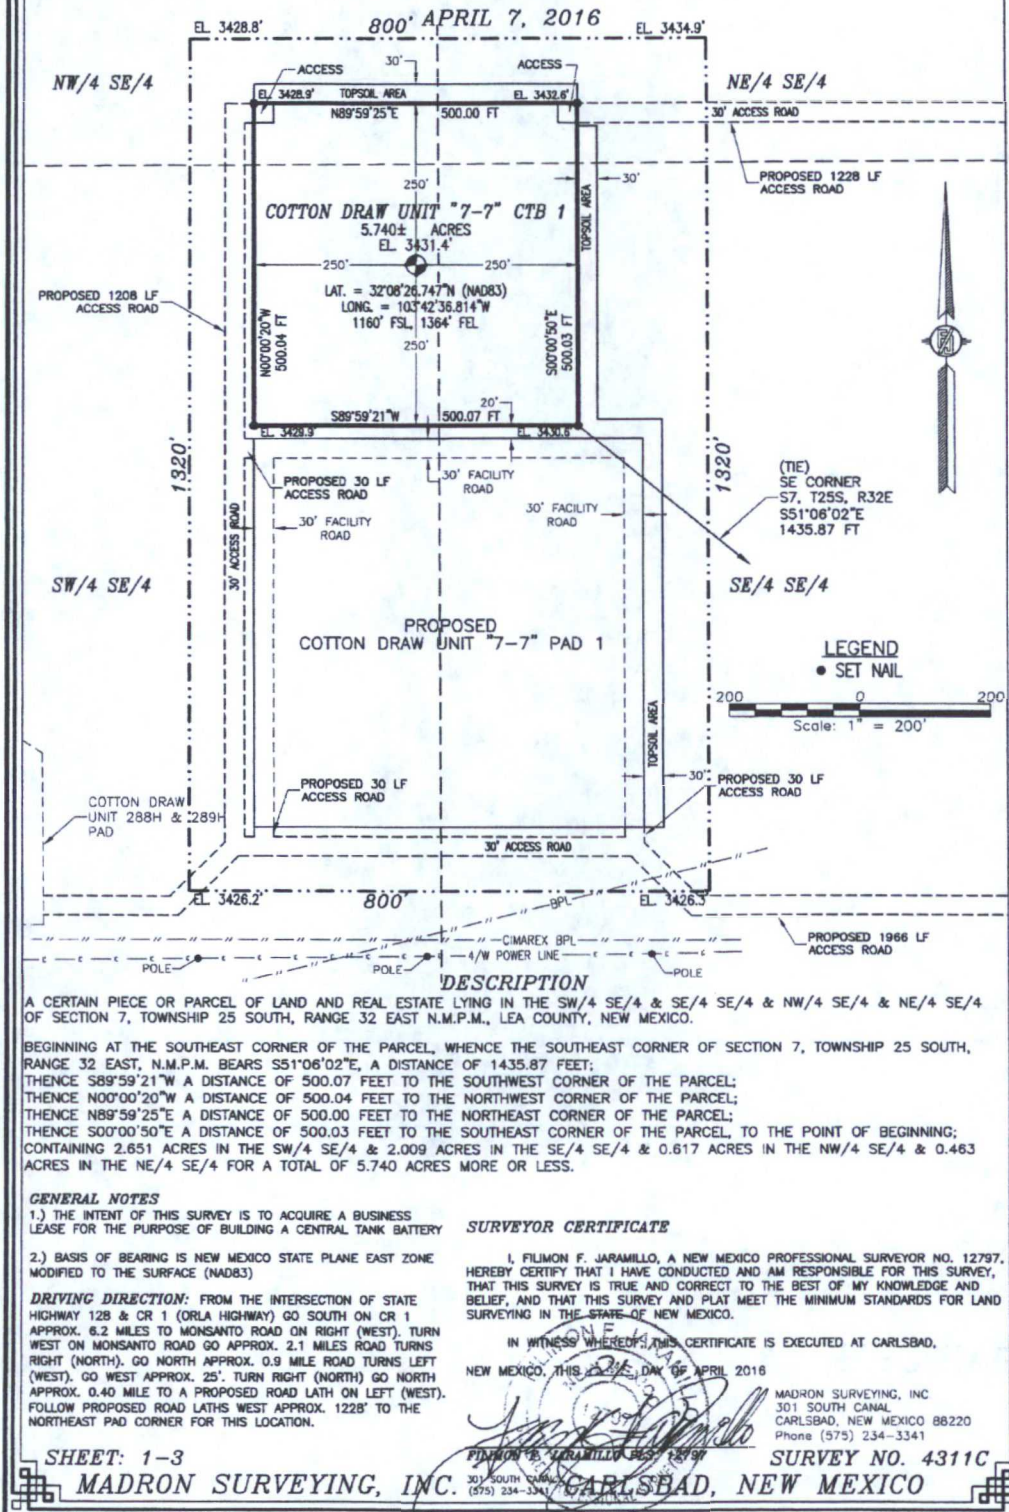 APRIL 7, 2016
EL. 3428.8'
800'
EL. 3434.9'
NW/4 SE/4
ACCESS
30'
ACCESS
NE/4 SE/4
EL. 3428.9'
TOPSOIL AREA
EL. 3432.6'
N89°59'25"E 500.00 FT
30' ACCESS ROAD
PROPOSED 1228 LF
ACCESS ROAD
250'
30'
TOPSOIL AREA
COTTON DRAW UNIT "7-7" CTB 1
5.740± ACRES
EL. 3431.4'
250'
250'
LAT. = 32°08'26.747"N (NAD83)
LONG. = 103°42'36.814"W
1160' FSL, 1364' FEL
PROPOSED 1208 LF
ACCESS ROAD
N00°00'20"W
500.04 FT
S00°00'50"E
500.03 FT
250'
20'
S89°59'21"W 500.07 FT
EL. 3429.9'
EL. 3430.6'
1320'
1320'
(TIE)
SE CORNER
S7, T25S, R32E
S51°06'02"E
1435.87 FT
PROPOSED 30 LF
ACCESS ROAD
30' FACILITY
ROAD
30' FACILITY
ROAD
30' FACILITY
ROAD
30' ACCESS ROAD
SW/4 SE/4
SE/4 SE/4
PROPOSED
COTTON DRAW UNIT "7-7" PAD 1
LEGEND
SET NAIL
200 0 200
Scale: 1" = 200'
TOPSOIL AREA
30'
PROPOSED 30 LF
ACCESS ROAD
PROPOSED 30 LF
ACCESS ROAD
COTTON DRAW
UNIT 288H & 289H
PAD
30' ACCESS ROAD
EL. 3426.2'
800'
EL. 3426.3'
BPL
CIMAREX BPL
4/W POWER LINE
POLE
POLE
POLE
PROPOSED 1966 LF
ACCESS ROAD
DESCRIPTION
A CERTAIN PIECE OR PARCEL OF LAND AND REAL ESTATE LYING IN THE SW/4 SE/4 & SE/4 SE/4 & NW/4 SE/4 & NE/4 SE/4
OF SECTION 7, TOWNSHIP 25 SOUTH, RANGE 32 EAST N.M.P.M., LEA COUNTY, NEW MEXICO.
BEGINNING AT THE SOUTHEAST CORNER OF THE PARCEL, WHENCE THE SOUTHEAST CORNER OF SECTION 7, TOWNSHIP 25 SOUTH,
RANGE 32 EAST, N.M.P.M. BEARS S51°06'02"E, A DISTANCE OF 1435.87 FEET;
THENCE S89°59'21"W A DISTANCE OF 500.07 FEET TO THE SOUTHWEST CORNER OF THE PARCEL;
THENCE N00°00'20"W A DISTANCE OF 500.04 FEET TO THE NORTHWEST CORNER OF THE PARCEL;
THENCE N89°59'25"E A DISTANCE OF 500.00 FEET TO THE NORTHEAST CORNER OF THE PARCEL;
THENCE S00°00'50"E A DISTANCE OF 500.03 FEET TO THE SOUTHEAST CORNER OF THE PARCEL, TO THE POINT OF BEGINNING;
CONTAINING 2.651 ACRES IN THE SW/4 SE/4 & 2.009 ACRES IN THE SE/4 SE/4 & 0.617 ACRES IN THE NW/4 SE/4 & 0.463
ACRES IN THE NE/4 SE/4 FOR A TOTAL OF 5.740 ACRES MORE OR LESS.
GENERAL NOTES
1.) THE INTENT OF THIS SURVEY IS TO ACQUIRE A BUSINESS
LEASE FOR THE PURPOSE OF BUILDING A CENTRAL TANK BATTERY
2.) BASIS OF BEARING IS NEW MEXICO STATE PLANE EAST ZONE
MODIFIED TO THE SURFACE (NAD83)
DRIVING DIRECTION: FROM THE INTERSECTION OF STATE
HIGHWAY 128 & CR 1 (ORLA HIGHWAY) GO SOUTH ON CR 1
APPROX. 6.2 MILES TO MONSANTO ROAD ON RIGHT (WEST). TURN
WEST ON MONSANTO ROAD GO APPROX. 2.1 MILES ROAD TURNS
RIGHT (NORTH). GO NORTH APPROX. 0.9 MILE ROAD TURNS LEFT
(WEST). GO WEST APPROX. 25'. TURN RIGHT (NORTH) GO NORTH
APPROX. 0.40 MILE TO A PROPOSED ROAD LATH ON LEFT (WEST).
FOLLOW PROPOSED ROAD LATHS WEST APPROX. 1228' TO THE
NORTHEAST PAD CORNER FOR THIS LOCATION.
SURVEYOR CERTIFICATE
I, FILIMON F. JARAMILLO, A NEW MEXICO PROFESSIONAL SURVEYOR NO. 12797,
HEREBY CERTIFY THAT I HAVE CONDUCTED AND AM RESPONSIBLE FOR THIS SURVEY,
THAT THIS SURVEY IS TRUE AND CORRECT TO THE BEST OF MY KNOWLEDGE AND
BELIEF, AND THAT THIS SURVEY AND PLAT MEET THE MINIMUM STANDARDS FOR LAND
SURVEYING IN THE STATE OF NEW MEXICO.
IN WITNESS WHEREOF, THIS CERTIFICATE IS EXECUTED AT CARLSBAD,
NEW MEXICO, THIS DAY OF APRIL 2016
MADRON SURVEYING, INC
301 SOUTH CANAL
CARLSBAD, NEW MEXICO 88220
Phone (575) 234-3341
FILIMON F. JARAMILLO PLS. 12797
SHEET: 1-3
SURVEY NO. 4311C
MADRON SURVEYING, INC. 301 SOUTH CANAL (575) 234-3341 CARLSBAD, NEW MEXICO